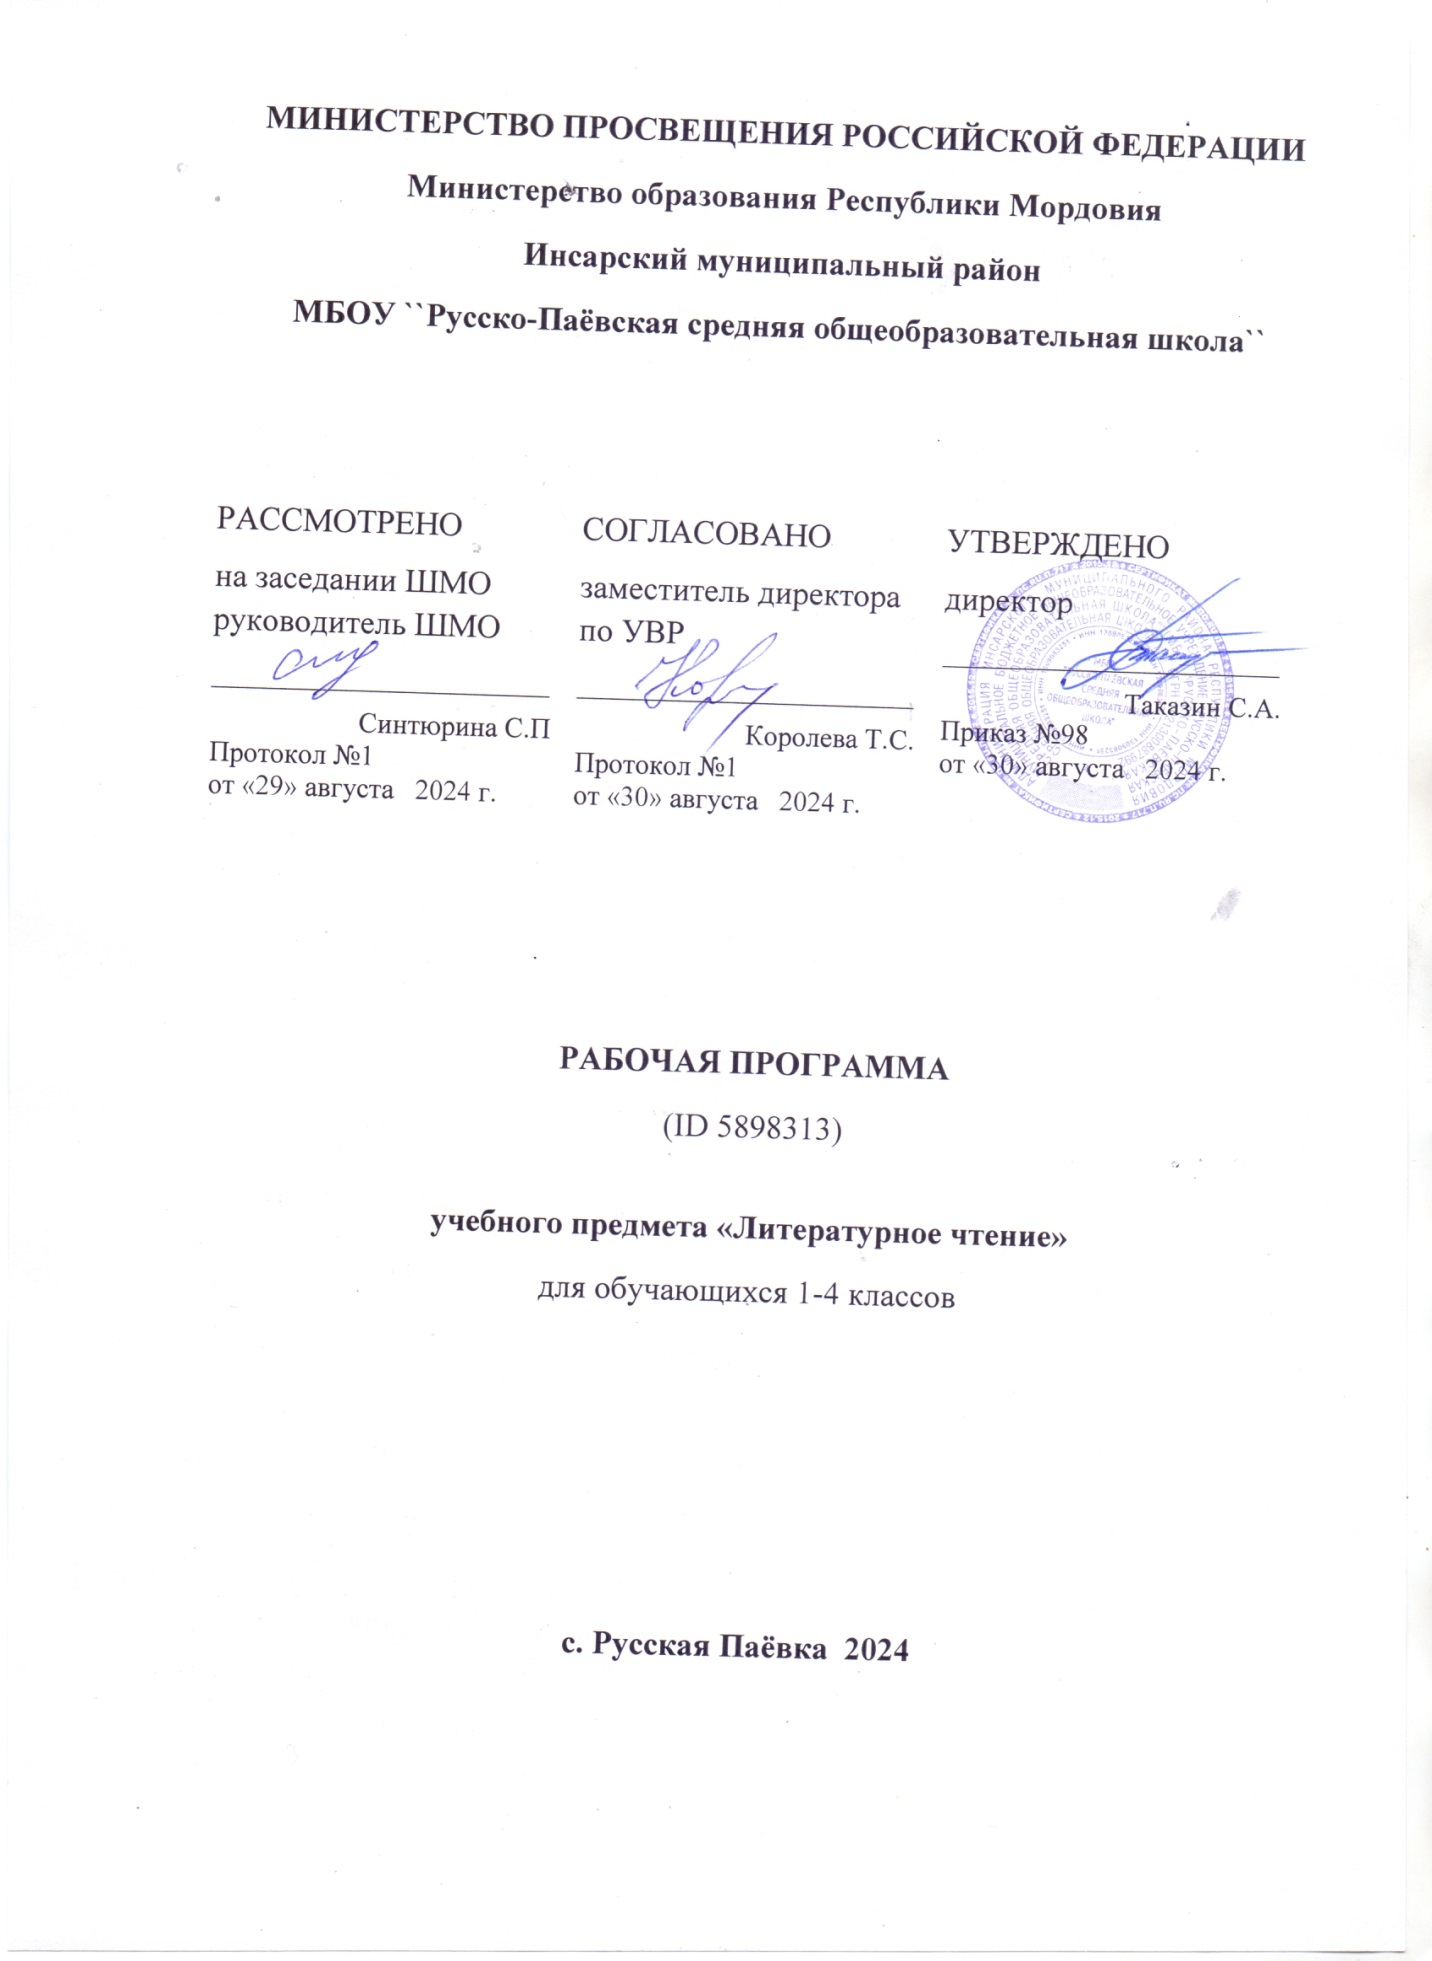 МИНИСТЕРСТВО ПРОСВЕЩЕНИЯ РОССИЙСКОЙ ФЕДЕРАЦИИ
Министерство образования Республики Мордовия
Инсарский муниципальный район
МБОУ ``Русско-Паёвская средняя общеобразовательная школа``
РАССМОТРЕНО
на заседании ШМО
руководитель ШМО
Синтюрина С.П
Протокол №1
от «29» августа 2024 г.
СОГЛАСОВАНО
заместитель директора
по УВР
Королева Т.С.
Протокол №1
от «30» августа 2024 г.
УТВЕРЖДЕНО
директор
Таказин С.А.
Приказ №98
от «30» августа 2024 г.
РАБОЧАЯ ПРОГРАММА
(ID 5898313)
учебного предмета «Литературное чтение»
для обучающихся 1-4 классов
с. Русская Паёвка 2024